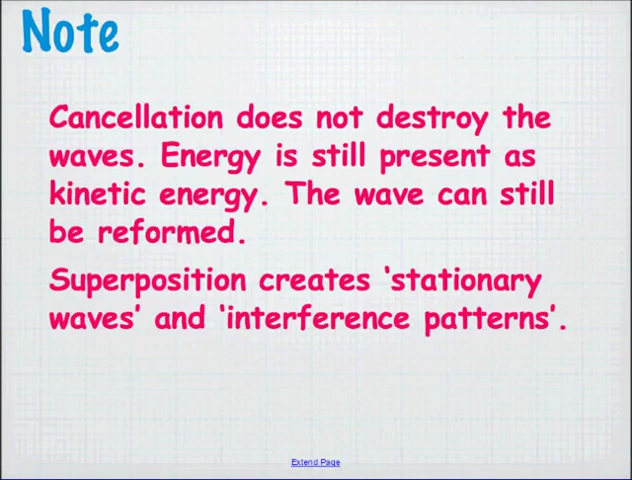 Note
Cancellation does not destroy the
waves. Energy is still present as
kinetic energy. The wave can still
be reformed.
Superposition creates ‘stationary
waves’ and ‘interference patterns’.
Extend Page